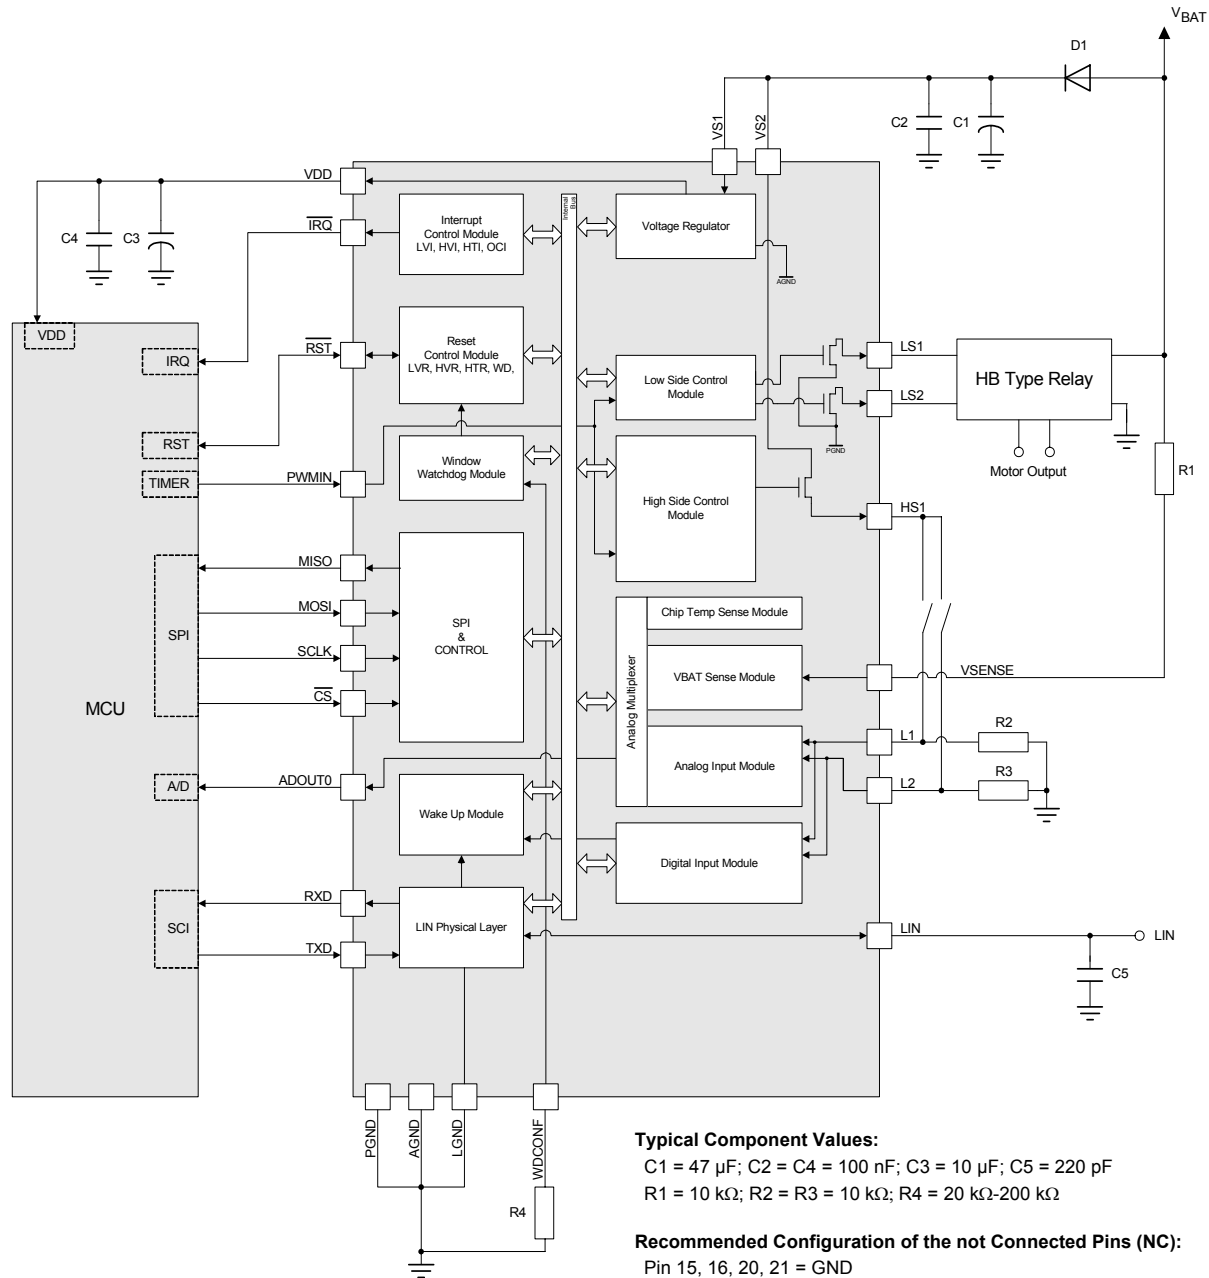 VBAT
D1
C2
C1
VS1
VS2
VDD
C4
C3
IRQ
Interrupt
Control Module
LVI, HVI, HTI, OCI
Internal
Bus
Voltage Regulator
AGND
VDD
IRQ
RST
Reset
Control Module
LVR, HVR, HTR, WD,
Low Side Control
Module
LS1
LS2
PGND
HB Type Relay
Motor Output
R1
RST
TIMER
PWMIN
Window
Watchdog Module
High Side Control
Module
HS1
MISO
MOSI
SCLK
CS
SPI
SPI
&
CONTROL
MCU
Analog Multiplexer
Chip Temp Sense Module
VBAT Sense Module
VSENSE
Analog Input Module
L1
R2
L2
R3
A/D
ADOUT0
Wake Up Module
Digital Input Module
SCI
RXD
TXD
LIN Physical Layer
LIN
LIN
C5
PGND
AGND
LGND
WDCONF
R4
Typical Component Values:
C1 = 47 µF; C2 = C4 = 100 nF; C3 = 10 µF; C5 = 220 pF
R1 = 10 kΩ; R2 = R3 = 10 kΩ; R4 = 20 kΩ-200 kΩ
Recommended Configuration of the not Connected Pins (NC):
Pin 15, 16, 20, 21 = GND